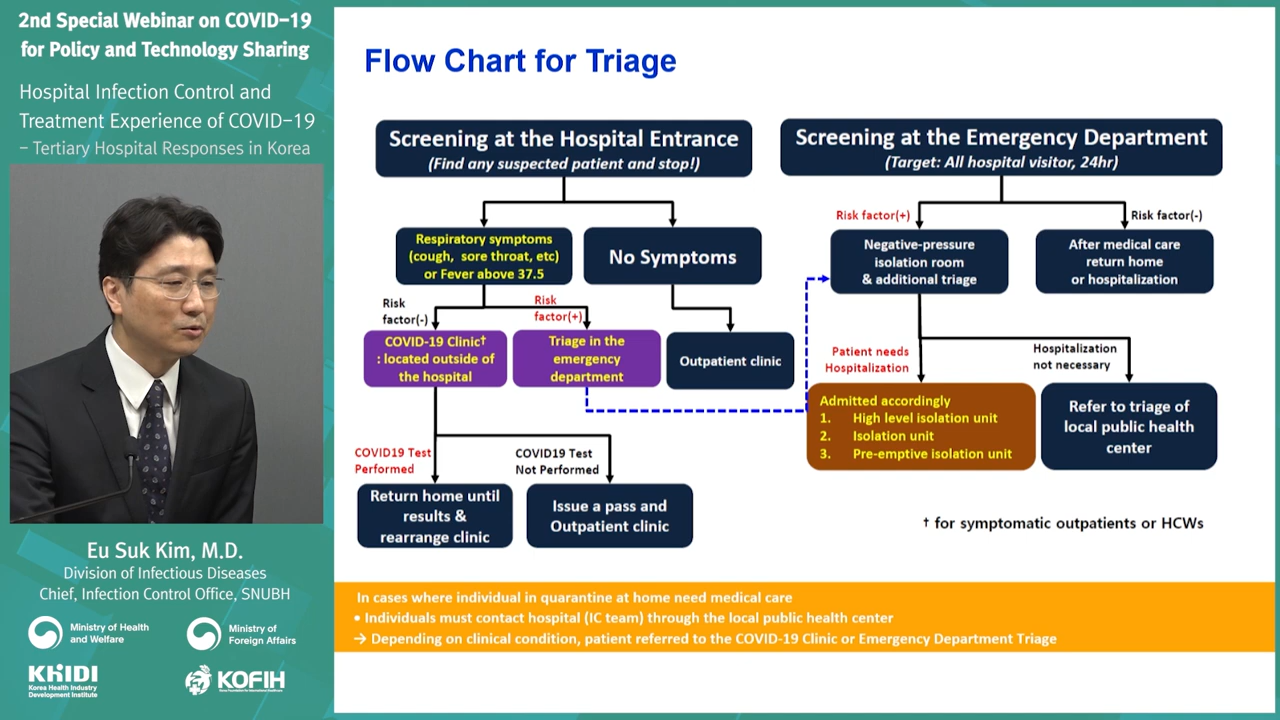 2nd Special Webinar on COVID-19
for Policy and Technology Sharing
Hospital Infection Control and
Treatment Experience of COVID-19
- Tertiary Hospital Responses in Korea
Eu Suk Kim, M.D.
Division of Infectious Diseases
Chief, Infection Control Office, SNUBH
Ministry of Health
and Welfare
Ministry of
Foreign Affairs
KHIDI
Korea Health Industry
Development Institute
KOFIH
Flow Chart for Triage
Screening at the Hospital Entrance
(Find any suspected patient and stop!)
Screening at the Emergency Department
(Target: All hospital visitor, 24hr)
Respiratory symptoms
(cough, sore throat, etc)
or Fever above 37.5
No Symptoms
Risk factor(+)
Risk factor(-)
Negative-pressure
isolation room
& additional triage
After medical care
return home
or hospitalization
Risk
factor(-)
Risk
factor(+)
COVID-19 Clinic†
: located outside of
the hospital
Triage in the
emergency
department
Outpatient clinic
Patient needs
Hospitalization
Hospitalization
not necessary
Admitted accordingly
1. High level isolation unit
2. Isolation unit
3. Pre-emptive isolation unit
Refer to triage of
local public health
center
COVID19 Test
Performed
COVID19 Test
Not Performed
Return home until
results &
rearrange clinic
Issue a pass and
Outpatient clinic
† for symptomatic outpatients or HCWs
In cases where individual in quarantine at home need medical care
• Individuals must contact hospital (IC team) through the local public health center
→ Depending on clinical condition, patient referred to the COVID-19 Clinic or Emergency Department Triage